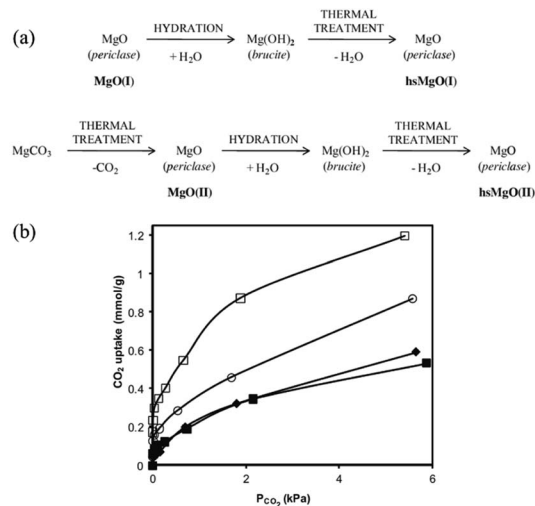 (a)
HYDRATION THERMAL
TREATMENT
MgO Mg(OH)₂ MgO
(periclase) + H₂O (brucite) - H₂O (periclase)
MgO(I) hsMgO(I)
THERMAL
TREATMENT HYDRATION THERMAL
TREATMENT
MgCO₃ MgO Mg(OH)₂ MgO
-CO₂ (periclase) + H₂O (brucite) - H₂O (periclase)
MgO(II) hsMgO(II)
(b)
CO₂ uptake (mmol/g)
1.2
1
0.8
0.6
0.4
0.2
0
0 2 4 6
P_CO₂ (kPa)